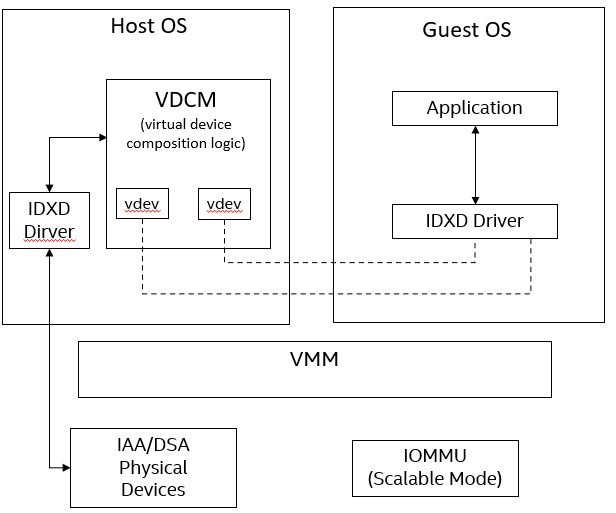 Host OS
Guest OS
VDCM
(virtual device
composition logic)
Application
vdev
vdev
IDXD
Dirver
IDXD Driver
VMM
IAA/DSA
Physical
Devices
IOMMU
(Scalable Mode)